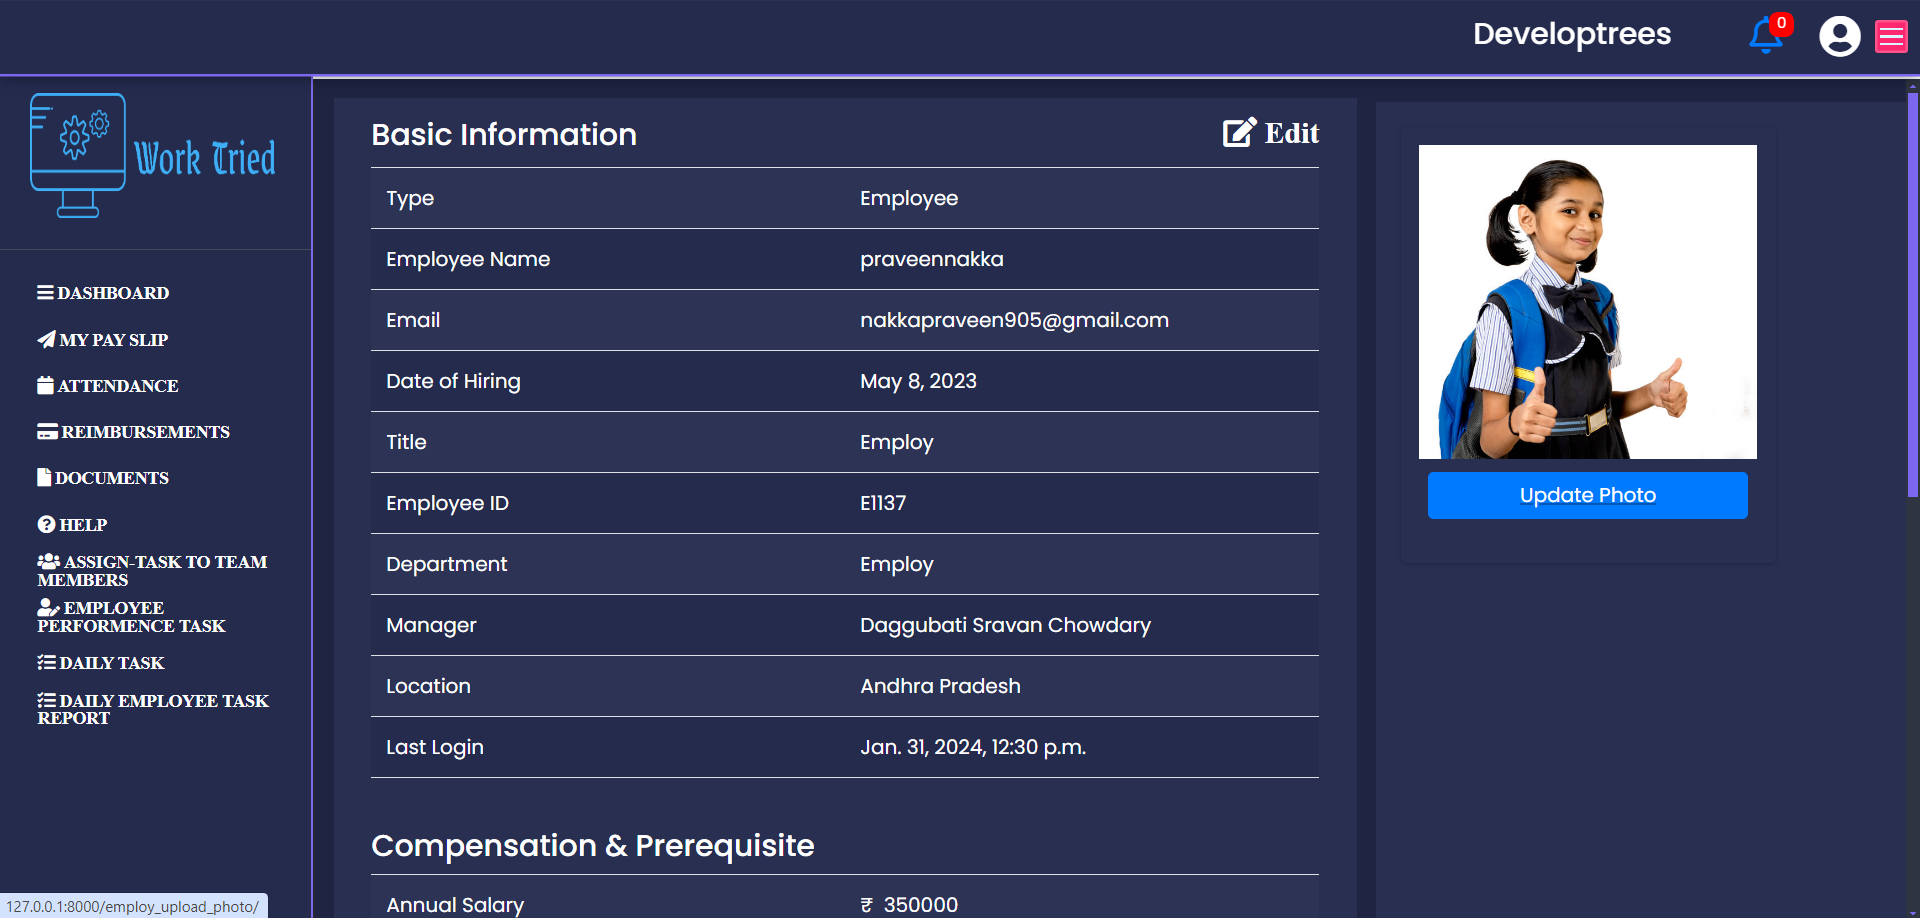 Developtrees
0
Work Tried
DASHBOARD
MY PAY SLIP
ATTENDANCE
REIMBURSEMENTS
DOCUMENTS
HELP
ASSIGN-TASK TO TEAM
MEMBERS
EMPLOYEE
PERFORMENCE TASK
DAILY TASK
DAILY EMPLOYEE TASK
REPORT
Basic Information
Edit
Type Employee
Employee Name praveennakka
Email nakkapraveen905@gmail.com
Date of Hiring May 8, 2023
Title Employ
Employee ID E1137
Department Employ
Manager Daggubati Sravan Chowdary
Location Andhra Pradesh
Last Login Jan. 31, 2024, 12:30 p.m.
Compensation & Prerequisite
Annual Salary ₹ 350000
Update Photo
127.0.0.1:8000/employ_upload_photo/